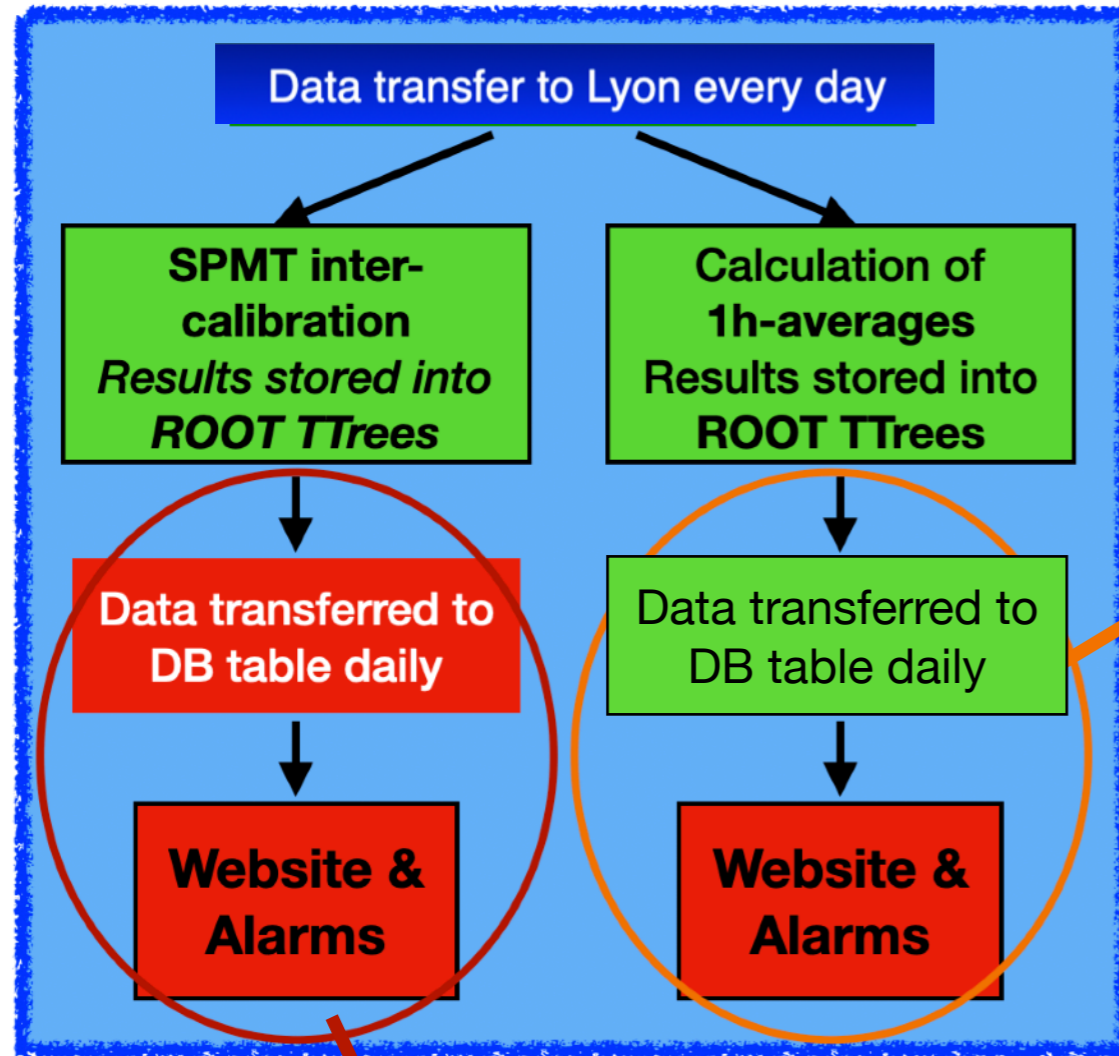 Data transfer to Lyon every day
SPMT inter-
calibration
Results stored into
ROOT TTrees
Calculation of
1h-averages
Results stored into
ROOT TTrees
Data transferred to
DB table daily
Data transferred to
DB table daily
Website &
Alarms
Website &
Alarms